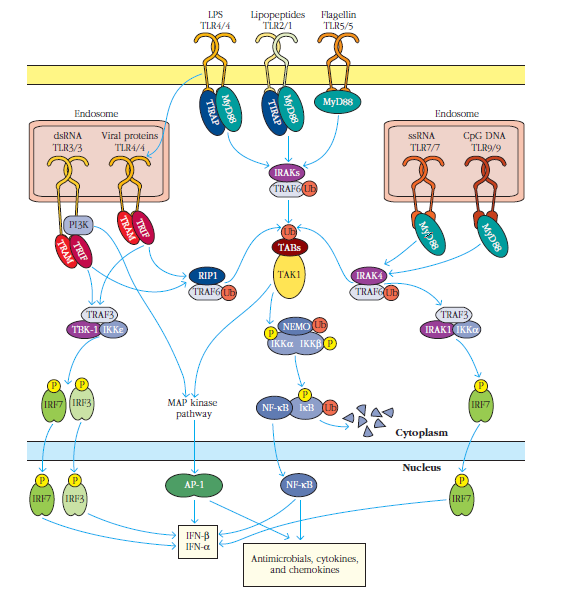 LPS
TLR4/4
Lipopeptides
TLR2/1
Flagellin
TLR5/5
TIRAP
MyD88
TIRAP
MyD88
MyD88
Endosome
dsRNA
TLR3/3
Viral proteins
TLR4/4
Endosome
ssRNA
TLR7/7
CpG DNA
TLR9/9
IRAKs
TRAF6
Ub
PI3K
TRAM
TRIF
TRAM
TRIF
MyD88
MyD88
Ub
TABs
TAK1
RIP1
TRAF6
Ub
IRAK4
TRAF6
Ub
TRAF3
TBK-1
IKKε
TRAF3
IRAK1
IKKα
NEMO
Ub
P
IKKα
IKKβ
P
P
IRF7
P
IRF3
MAP kinase
pathway
NF-κB
P
IκB
Ub
P
IRF7
Cytoplasm
Nucleus
P
IRF7
P
IRF3
AP-1
NF-κB
P
IRF7
IFN-β
IFN-α
Antimicrobials, cytokines,
and chemokines